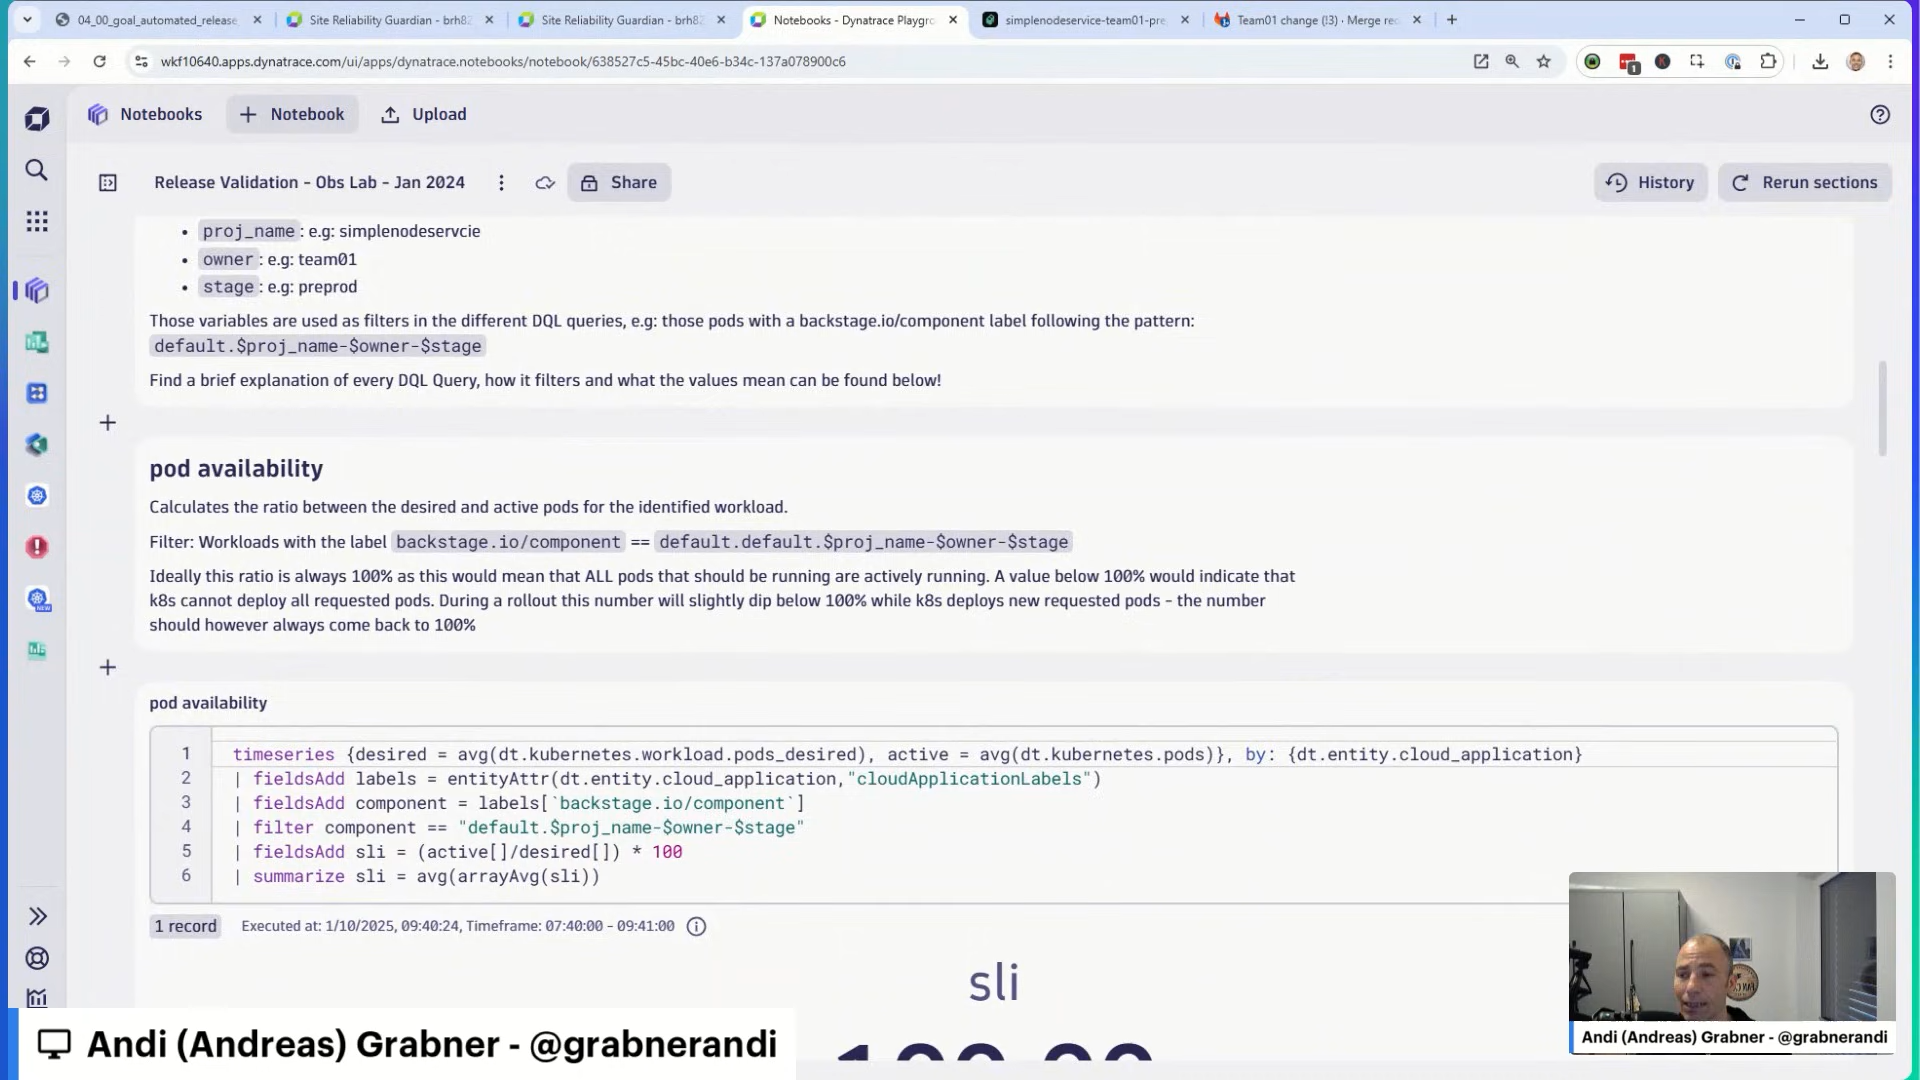 04_00_goal_automated_release
Site Reliability Guardian - brh82
Site Reliability Guardian - brh82
Notebooks - Dynatrace Playgro
simplenodeservice-team01-pre
Team01 change (!3) · Merge rec
wkf10640.apps.dynatrace.com/ui/apps/dynatrace.notebooks/notebook/638527c5-45bc-40e6-b34c-137a078900c6
1
Notebooks
Notebook
Upload
Release Validation - Obs Lab - Jan 2024
Share
History
Rerun sections
• proj_name: e.g: simplenodeservcie
• owner: e.g: team01
• stage: e.g: preprod
Those variables are used as filters in the different DQL queries, e.g: those pods with a backstage.io/component label following the pattern:
default.$proj_name-$owner-$stage
Find a brief explanation of every DQL Query, how it filters and what the values mean can be found below!
pod availability
Calculates the ratio between the desired and active pods for the identified workload.
Filter: Workloads with the label backstage.io/component == default.default.$proj_name-$owner-$stage
Ideally this ratio is always 100% as this would mean that ALL pods that should be running are actively running. A value below 100% would indicate that
k8s cannot deploy all requested pods. During a rollout this number will slightly dip below 100% while k8s deploys new requested pods - the number
should however always come back to 100%
NEW
pod availability
1 timeseries {desired = avg(dt.kubernetes.workload.pods_desired), active = avg(dt.kubernetes.pods)}, by: {dt.entity.cloud_application}
2 | fieldsAdd labels = entityAttr(dt.entity.cloud_application,"cloudApplicationLabels")
3 | fieldsAdd component = labels[`backstage.io/component`]
4 | filter component == "default.$proj_name-$owner-$stage"
5 | fieldsAdd sli = (active[]/desired[]) * 100
6 | summarize sli = avg(arrayAvg(sli))
1 record
Executed at: 1/10/2025, 09:40:24, Timeframe: 07:40:00 - 09:41:00
sli
Andi (Andreas) Grabner - @grabnerandi
Andi (Andreas) Grabner - @grabnerandi